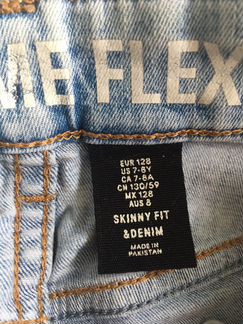 ME FLEX
EUR 128
US 7-8Y
CA 7-8A
CN 130/59
MX 128
AUS 8
SKINNY FIT
&DENIM
MADE IN
PAKISTAN